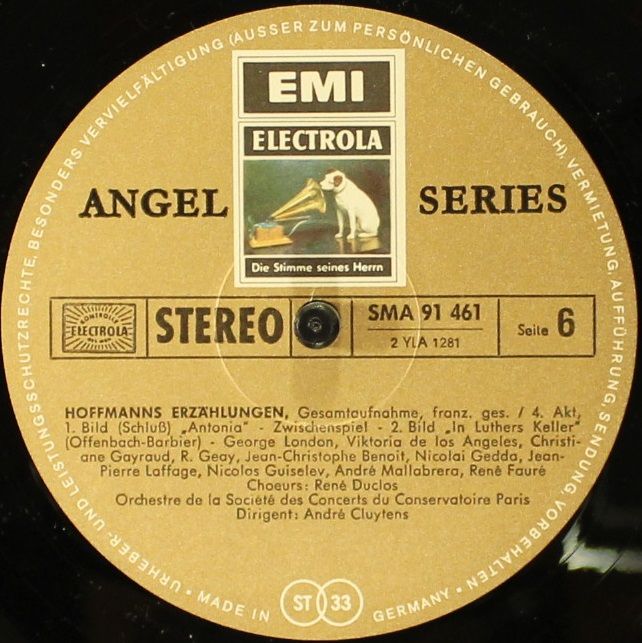 URHEBER- UND LEISTUNGSSCHUTZRECHTE, BESONDERS VERVIELFÄLTIGUNG (AUSSER ZUM PERSÖNLICHEN GEBRAUCH), VERMIETUNG, AUFFÜHRUNG, SENDUNG VORBEHALTEN
EMI
ELECTROLA
ANGEL SERIES
Die Stimme seines Herrn
ELECTROLA
STEREO
SMA 91 461
2 YLA 1281
Seite 6
HOFFMANNS ERZÄHLUNGEN, Gesamtaufnahme, franz. ges. / 4. Akt,
1. Bild (Schluß) „Antonia" - Zwischenspiel - 2. Bild „In Luthers Keller"
(Offenbach-Barbier) - George London, Viktoria de los Angeles, Christi-
ane Gayraud, R. Geay, Jean-Christophe Benoit, Nicolai Gedda, Jean-
Pierre Laffage, Nicolas Guiselev, André Mallabrera, René Fauré
Choeurs: René Duclos
Orchestre de la Société des Concerts du Conservatoire Paris
Dirigent: André Cluytens
• MADE IN GERMANY •
ST 33